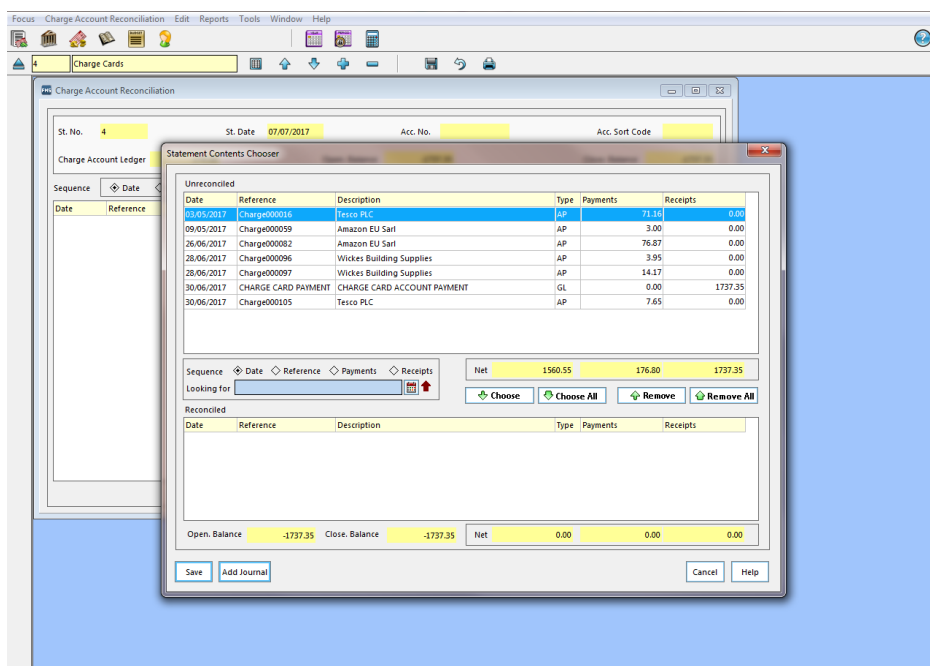 Focus Charge Account Reconciliation Edit Reports Tools Window Help
4 Charge Cards
FMS Charge Account Reconciliation
St. No. 4 St. Date 07/07/2017 Acc. No. Acc. Sort Code
Charge Account Ledger
Statement Contents Chooser
Sequence Date
Date Reference
Unreconciled
Date Reference Description Type Payments Receipts
03/05/2017 Charge000016 Tesco PLC AP 71.16 0.00
09/05/2017 Charge000059 Amazon EU Sarl AP 3.00 0.00
26/06/2017 Charge000082 Amazon EU Sarl AP 76.87 0.00
28/06/2017 Charge000096 Wickes Building Supplies AP 3.95 0.00
28/06/2017 Charge000097 Wickes Building Supplies AP 14.17 0.00
30/06/2017 CHARGE CARD PAYMENT CHARGE CARD ACCOUNT PAYMENT GL 0.00 1737.35
30/06/2017 Charge000105 Tesco PLC AP 7.65 0.00
Sequence Date Reference Payments Receipts
Net 1560.55 176.80 1737.35
Looking for
Choose Choose All Remove Remove All
Reconciled
Date Reference Description Type Payments Receipts
Open. Balance -1737.35 Close. Balance -1737.35 Net 0.00 0.00 0.00
Save Add Journal Cancel Help